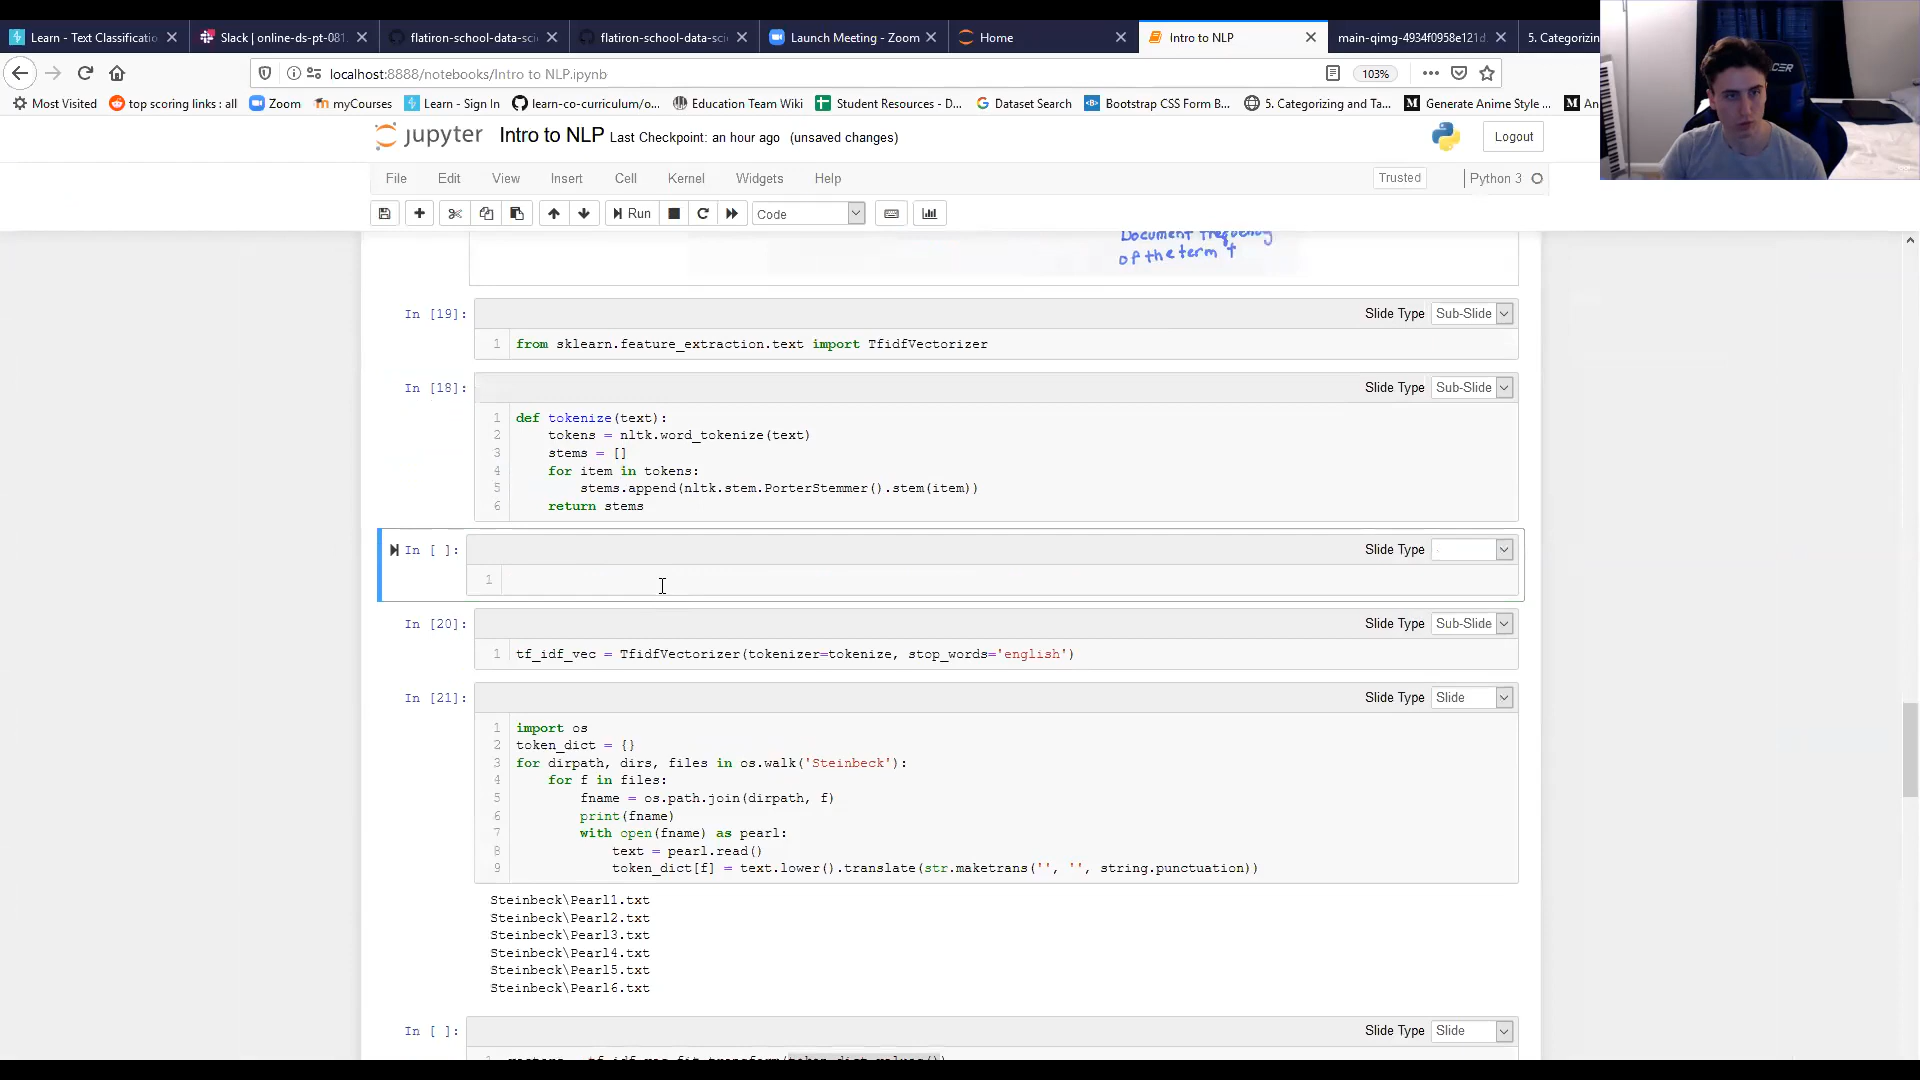 Learn - Text Classificatio
Slack | online-ds-pt-081
flatiron-school-data-sci
flatiron-school-data-sci
Launch Meeting - Zoom
Home
Intro to NLP
main-qimg-4934f0958e121d
5. Categorizin
localhost:8888/notebooks/Intro to NLP.ipynb
103%
Most Visited
top scoring links : all
Zoom
myCourses
Learn - Sign In
learn-co-curriculum/o...
Education Team Wiki
Student Resources - D...
Dataset Search
Bootstrap CSS Form B...
5. Categorizing and Ta...
Generate Anime Style ...
An
jupyter Intro to NLP Last Checkpoint: an hour ago (unsaved changes)
Logout
File Edit View Insert Cell Kernel Widgets Help
Trusted
Python 3
Run
Code
Document frequency
of the term t
In [19]:
Slide Type Sub-Slide
1 from sklearn.feature_extraction.text import TfidfVectorizer
In [18]:
Slide Type Sub-Slide
1 def tokenize(text):
2 tokens = nltk.word_tokenize(text)
3 stems = []
4 for item in tokens:
5 stems.append(nltk.stem.PorterStemmer().stem(item))
6 return stems
In [ ]:
Slide Type -
1
In [20]:
Slide Type Sub-Slide
1 tf_idf_vec = TfidfVectorizer(tokenizer=tokenize, stop_words='english')
In [21]:
Slide Type Slide
1 import os
2 token_dict = {}
3 for dirpath, dirs, files in os.walk('Steinbeck'):
4 for f in files:
5 fname = os.path.join(dirpath, f)
6 print(fname)
7 with open(fname) as pearl:
8 text = pearl.read()
9 token_dict[f] = text.lower().translate(str.maketrans('', '', string.punctuation))
Steinbeck\Pearl1.txt
Steinbeck\Pearl2.txt
Steinbeck\Pearl3.txt
Steinbeck\Pearl4.txt
Steinbeck\Pearl5.txt
Steinbeck\Pearl6.txt
In [ ]:
Slide Type Slide